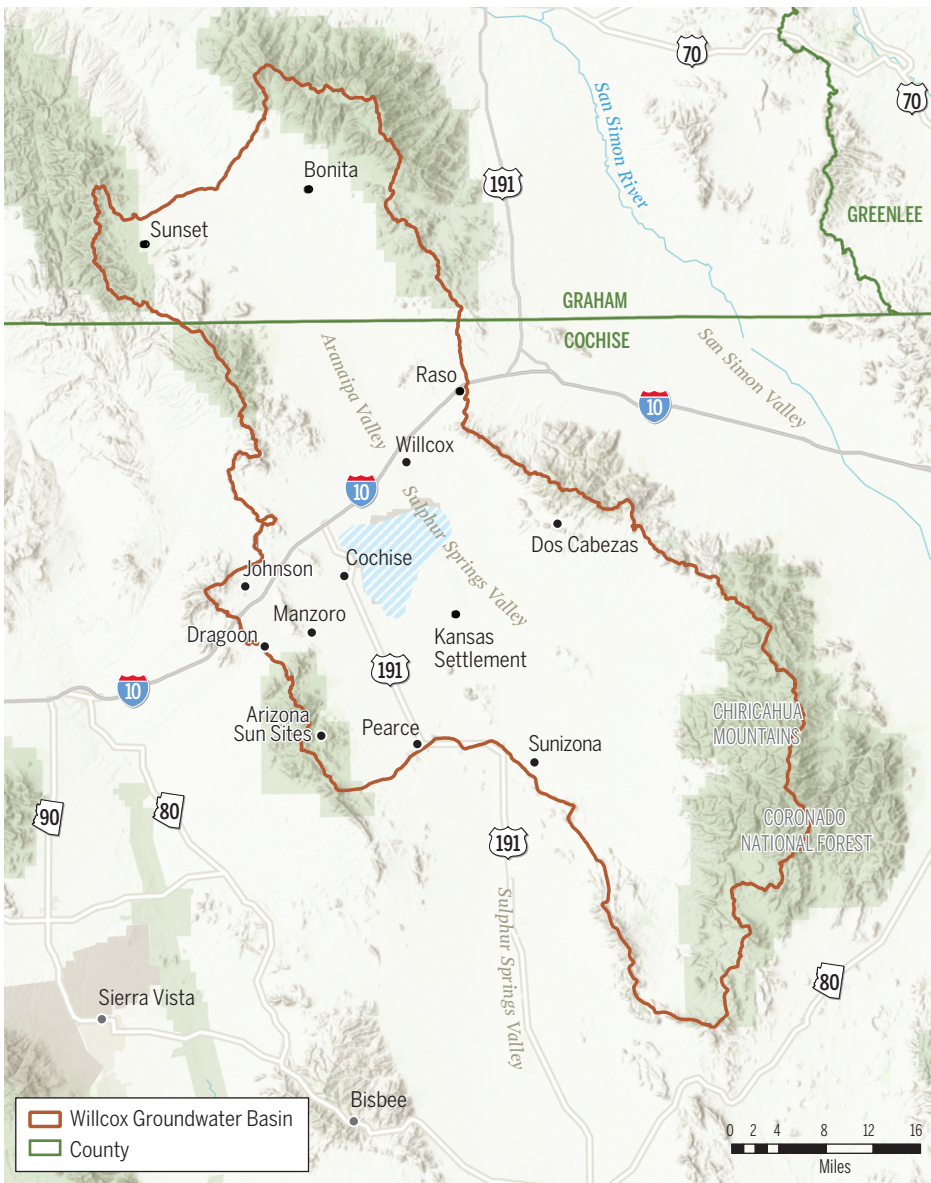 70
70
San Simon River
Bonita
191
GREENLEE
Sunset
GRAHAM
COCHISE
San Simon Valley
Aranaipa Valley
Raso
10
Willcox
10
Sulphur Springs Valley
Dos Cabezas
Cochise
Johnson
Manzoro
Kansas
Settlement
Dragoon
191
10
Arizona
Sun Sites
Pearce
Sunizona
CHIRICAHUA
MOUNTAINS
90
80
CORONADO
NATIONAL FOREST
191
Sulphur Springs Valley
80
Sierra Vista
Bisbee
Willcox Groundwater Basin
County
0 2 4 8 12 16
Miles